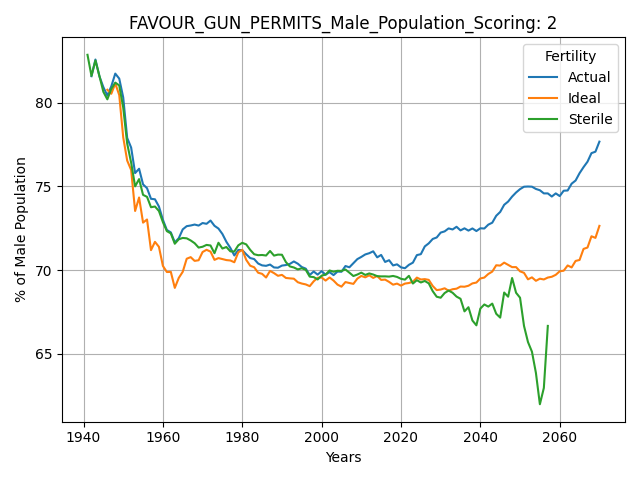 FAVOUR_GUN_PERMITS_Male_Population_Scoring: 2
Fertility
Actual
Ideal
Sterile
% of Male Population
80
75
70
65
1940 1960 1980 2000 2020 2040 2060
Years